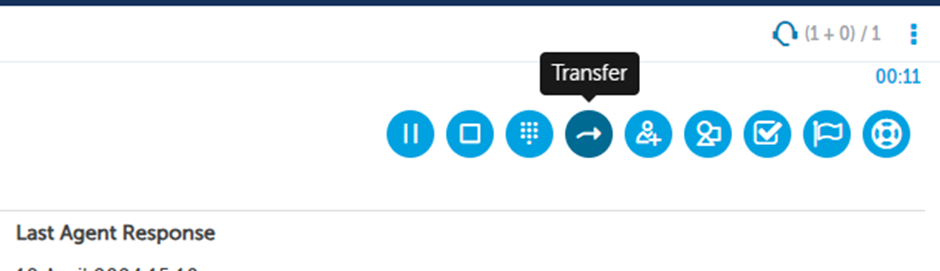 (1 + 0) / 1
Transfer
00:11
Last Agent Response